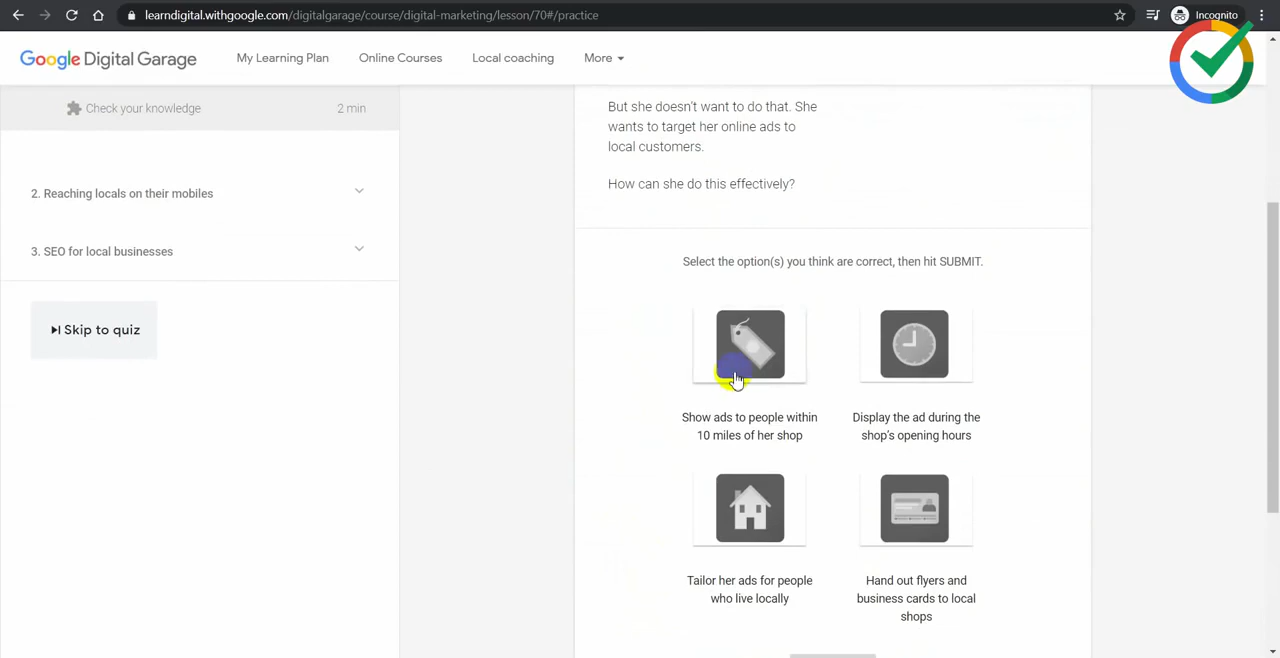 learndigital.withgoogle.com/digitalgarage/course/digital-marketing/lesson/70#/practice
Incognito
Google Digital Garage
My Learning Plan
Online Courses
Local coaching
More
Check your knowledge
2 min
2. Reaching locals on their mobiles
3. SEO for local businesses
Skip to quiz
But she doesn't want to do that. She
wants to target her online ads to
local customers.
How can she do this effectively?
Select the option(s) you think are correct, then hit SUBMIT.
Show ads to people within
10 miles of her shop
Display the ad during the
shop's opening hours
Tailor her ads for people
who live locally
Hand out flyers and
business cards to local
shops